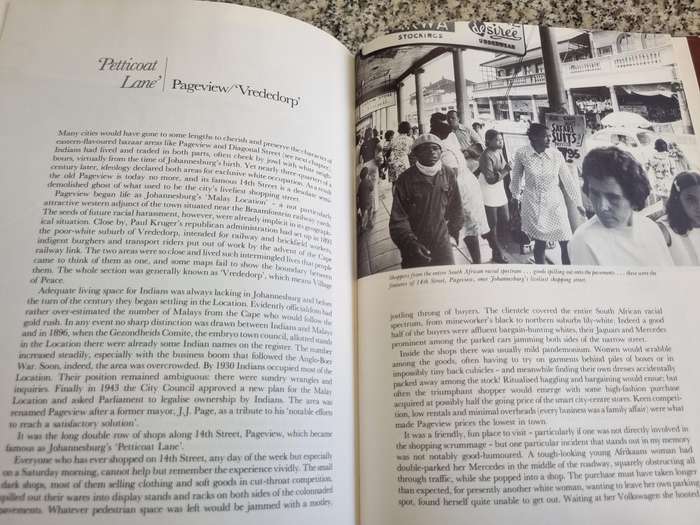 'Petticoat
Lane' | Pageview/'Vrededorp'
Many cities would have gone to some lengths to cherish and preserve the character of
eastern-flavoured bazaar areas like Pageview and Diagonal Street (see next chapter).
Indians had lived and traded in both parts, often cheek by jowl with white neigh-
bours, virtually from the time of Johannesburg's birth. Yet nearly three-quarters of a
century later, ideology declared both areas for exclusive white occupation. As a result
the old Pageview is today no more, and its famous 14th Street is a desolate semi-
demolished ghost of what used to be the city's liveliest shopping street.
Pageview began life as Johannesburg's 'Malay Location' – a not particularly
attractive western adjunct of the town situated near the Braamfontein railway yards.
The seeds of future racial harassment, however, were already implicit in its geograph-
ical situation. Close by, Paul Kruger's republican administration had set up in 1893
the poor-white suburb of Vrededorp, intended for railway and brickfield workers,
indigent burghers and transport riders put out of work by the advent of the Cape
railway link. The two areas were so close and lived such intermingled lives that people
came to think of them as one, and some maps fail to show the boundary between
them. The whole section was generally known as 'Vrededorp', which means Village
of Peace.
Adequate living space for Indians was always lacking in Johannesburg and before
the turn of the century they began settling in the Location. Evidently officialdom had
rather over-estimated the number of Malays from the Cape who would follow the
gold rush. In any event no sharp distinction was drawn between Indians and Malays
and in 1896, when the Gezondheids Comite, the embryo town council, allotted stands
in the Location there were already some Indian names on the register. The number
increased steadily, especially with the business boom that followed the Anglo-Boer
War. Soon, indeed, the area was overcrowded. By 1930 Indians occupied most of the
Location. Their position remained ambiguous: there were sundry wrangles and
inquiries. Finally in 1943 the City Council approved a new plan for the Malay
Location and asked Parliament to legalise ownership by Indians. The area was
renamed Pageview after a former mayor, J.J. Page, as a tribute to his 'notable efforts
to reach a satisfactory solution'.
It was the long double row of shops along 14th Street, Pageview, which became
famous as Johannesburg's 'Petticoat Lane'.
Everyone who has ever shopped on 14th Street, any day of the week but especially
on a Saturday morning, cannot help but remember the experience vividly. The small
dark shops, most of them selling clothing and soft goods in cut-throat competition,
spilled out their wares into display stands and racks on both sides of the colonnaded
pavements. Whatever pedestrian space was left would be jammed with a motley,
STOCKINGS
desirée
UNDERWEAR
SAFARI
SUITS
Shoppers from the entire South African racial spectrum . . . goods spilling out into the pavements . . . these were the
features of 14th Street, Pageview, once Johannesburg's liveliest shopping street.
jostling throng of buyers. The clientele covered the entire South African racial
spectrum, from mineworker's black to northern suburbs lily-white. Indeed a good
half of the buyers were affluent bargain-hunting whites, their Jaguars and Mercedes
prominent among the parked cars jamming both sides of the narrow street.
Inside the shops there was usually mild pandemonium. Women would scrabble
among the goods, often having to try on garments behind piles of boxes or in
impossibly tiny back cubicles – and meanwhile finding their own dresses accidentally
packed away among the stock! Ritualised haggling and bargaining would ensue; but
often the triumphant shopper would emerge with some high-fashion purchase
acquired at possibly half the going price of the smart city-centre stores. Keen competi-
tion, low rentals and minimal overheads (every business was a family affair) were what
made Pageview prices the lowest in town.
It was a friendly, fun place to visit – particularly if one was not directly involved in
the shopping scrummage – but one particular incident that stands out in my memory
was not notably good-humoured. A tough-looking young Afrikaans woman had
double-parked her Mercedes in the middle of the roadway, squarely obstructing all
through traffic, while she popped into a shop. The purchase must have taken longer
than expected, for presently another white woman, wanting to leave her own parking
spot, found herself quite unable to get out. Waiting at her Volkswagen she hooted